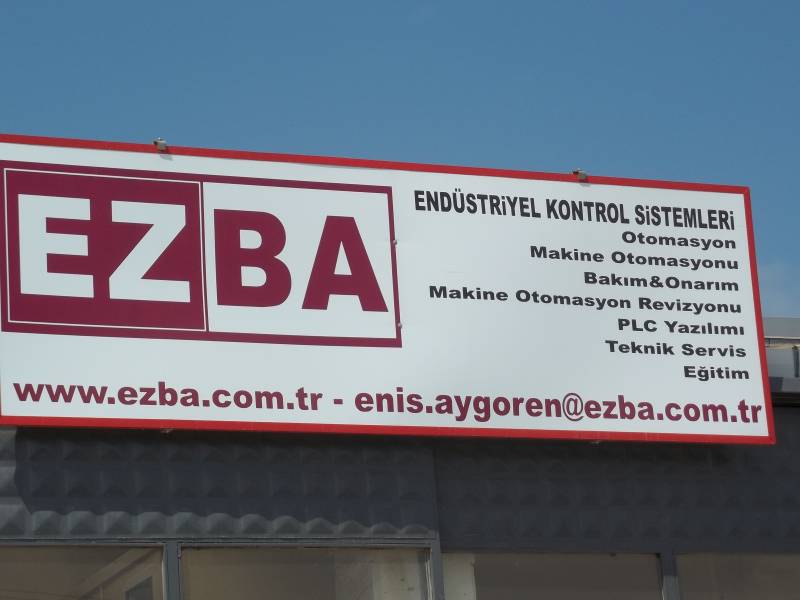 EZBA
ENDÜSTRiYEL KONTROL SiSTEMLERi
Otomasyon
Makine Otomasyonu
Bakım&Onarım
Makine Otomasyon Revizyonu
PLC Yazılımı
Teknik Servis
Eğitim
www.ezba.com.tr - enis.aygoren@ezba.com.tr